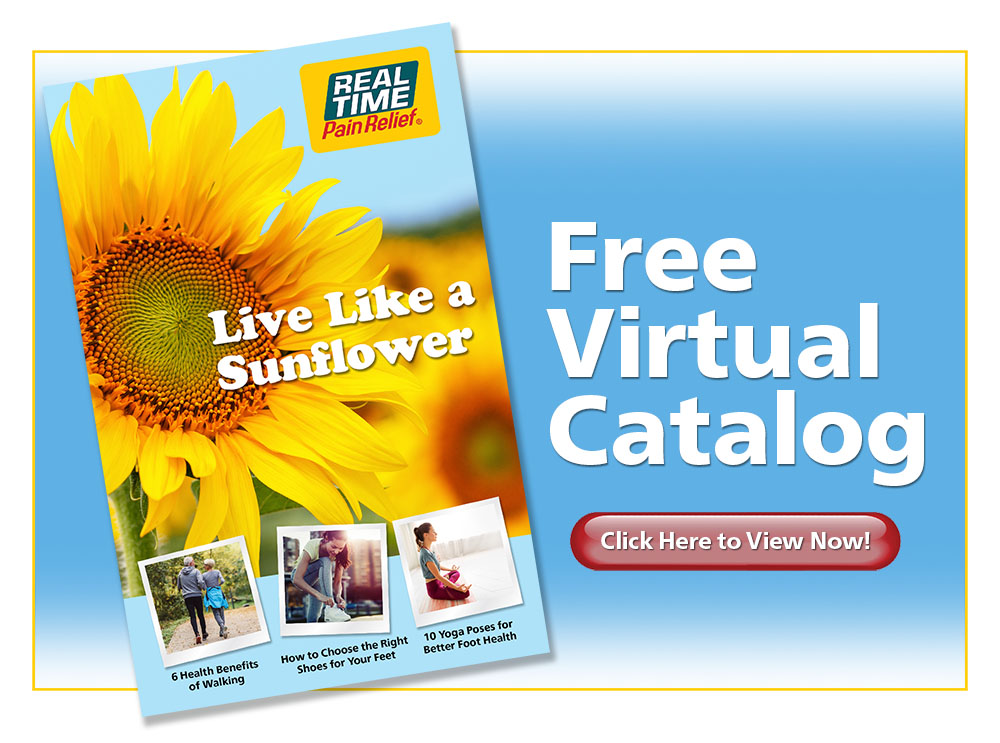 REAL
TIME
Pain Relief®
Live Like a
Sunflower
6 Health Benefits
of Walking
How to Choose the Right
Shoes for Your Feet
10 Yoga Poses for
Better Foot Health
Free
Virtual
Catalog
Click Here to View Now!